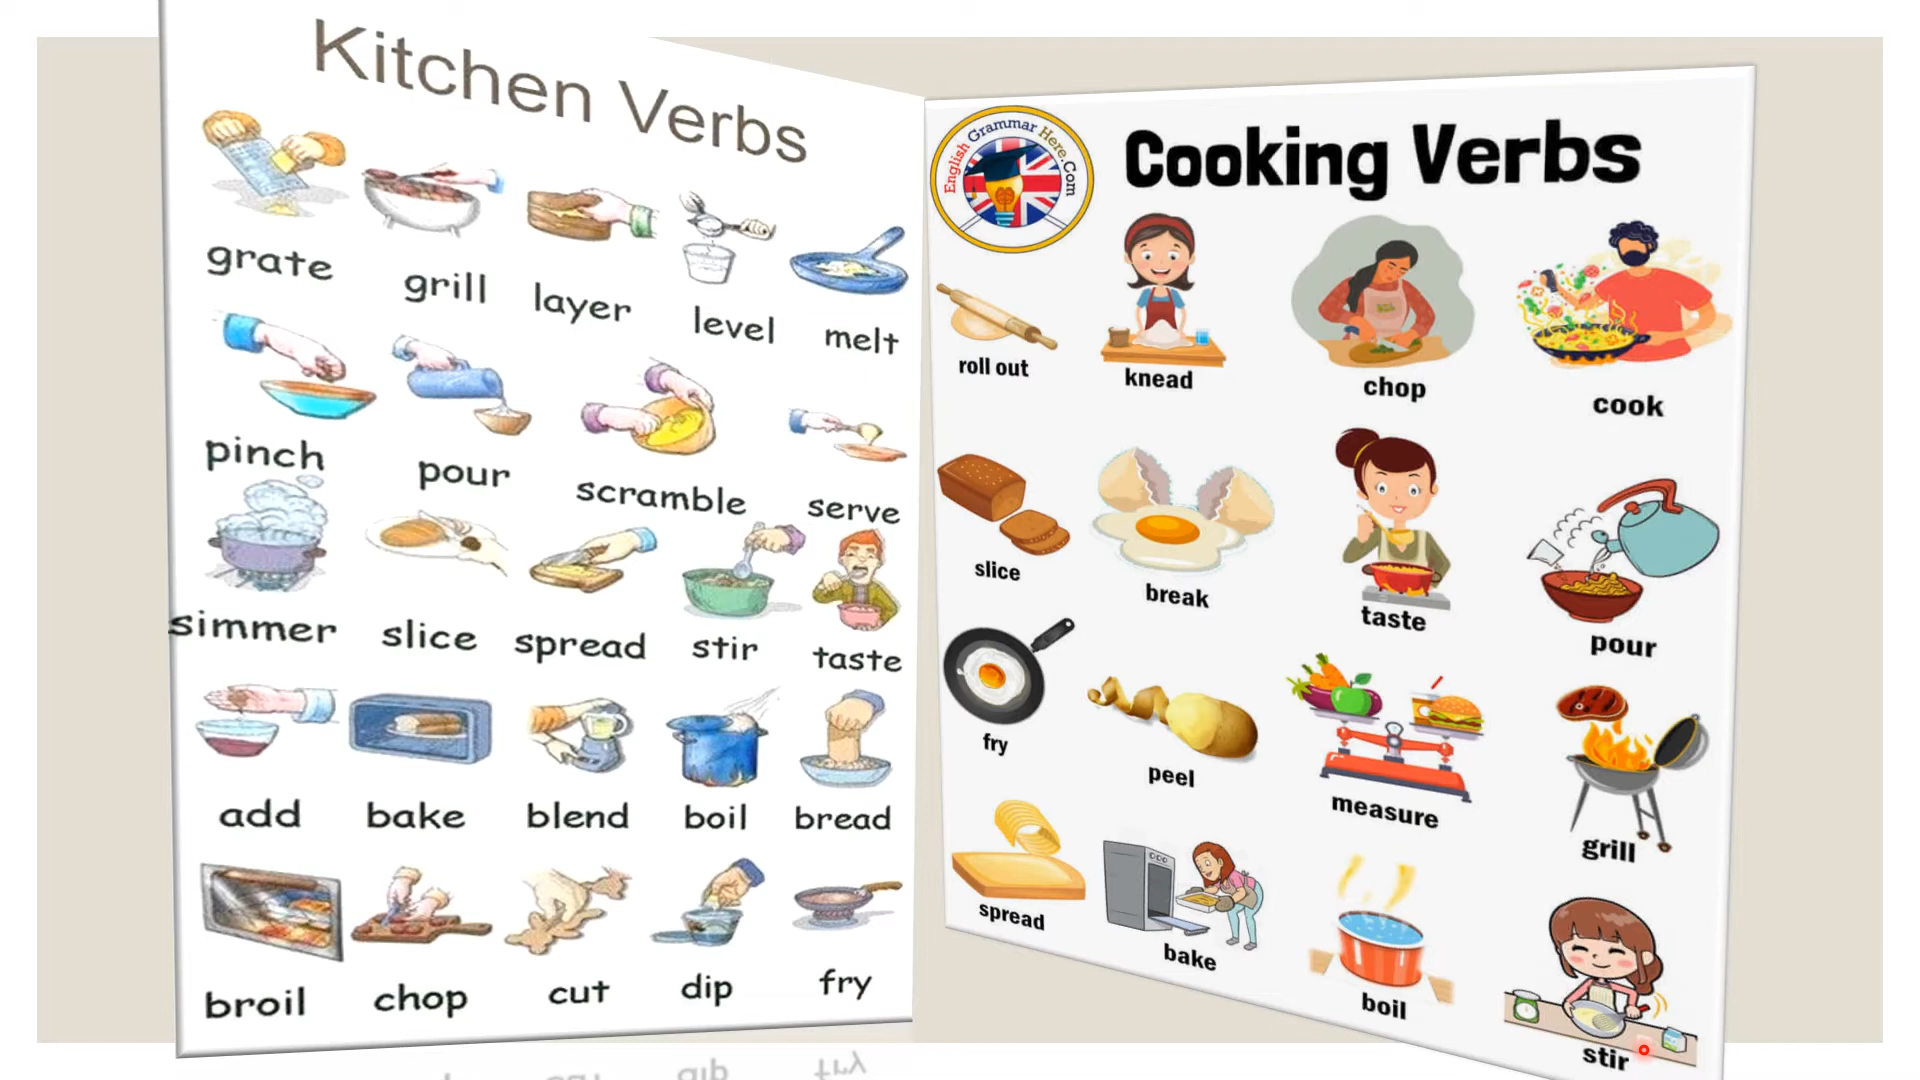 Kitchen Verbs
grate grill layer level melt
pinch pour scramble serve
simmer slice spread stir taste
add bake blend boil bread
broil chop cut dip fry
English Grammar Here.Com
Cooking Verbs
roll out knead chop cook
slice break taste pour
fry peel measure grill
spread bake boil stir